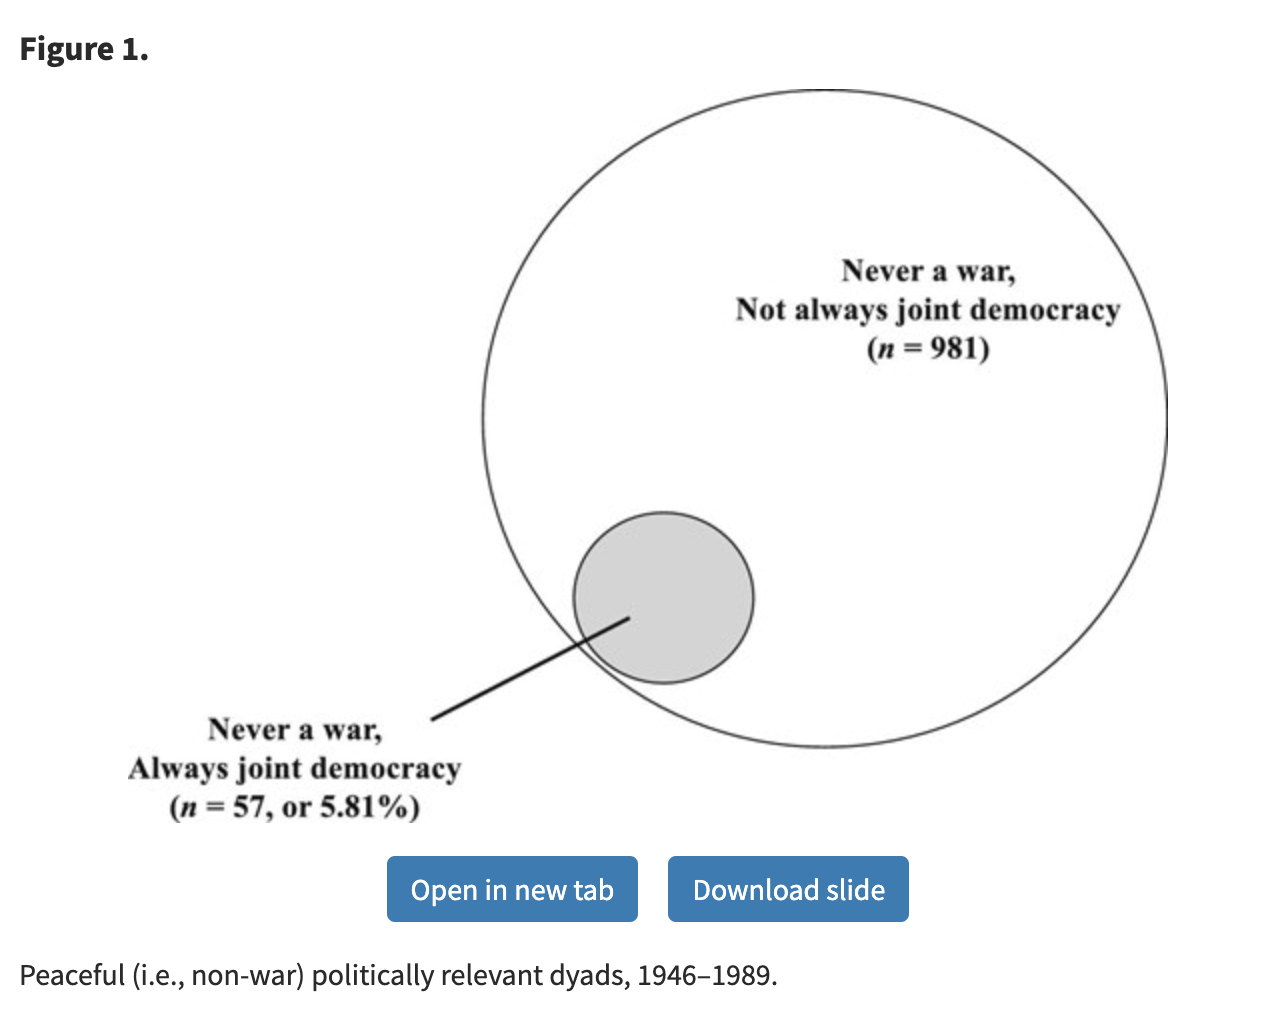 Figure 1.
Never a war,
Not always joint democracy
(n = 981)
Never a war,
Always joint democracy
(n = 57, or 5.81%)
Open in new tab
Download slide
Peaceful (i.e., non-war) politically relevant dyads, 1946–1989.